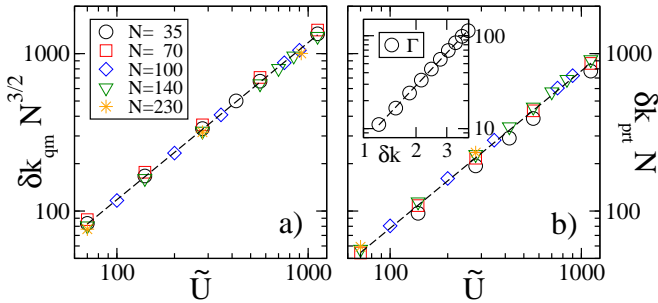 1000
100
δk_qm N^3/2
N= 35
N= 70
N=100
N=140
N=230
a)
100 1000
Ũ
Γ
100
10
1 2 3
δk
b)
100 1000
Ũ
1000
100
δk_prt N